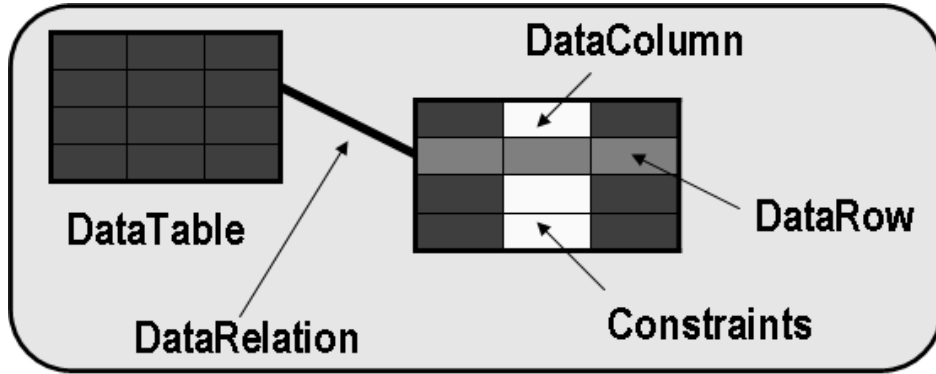 DataColumn
DataTable
DataRow
DataRelation
Constraints